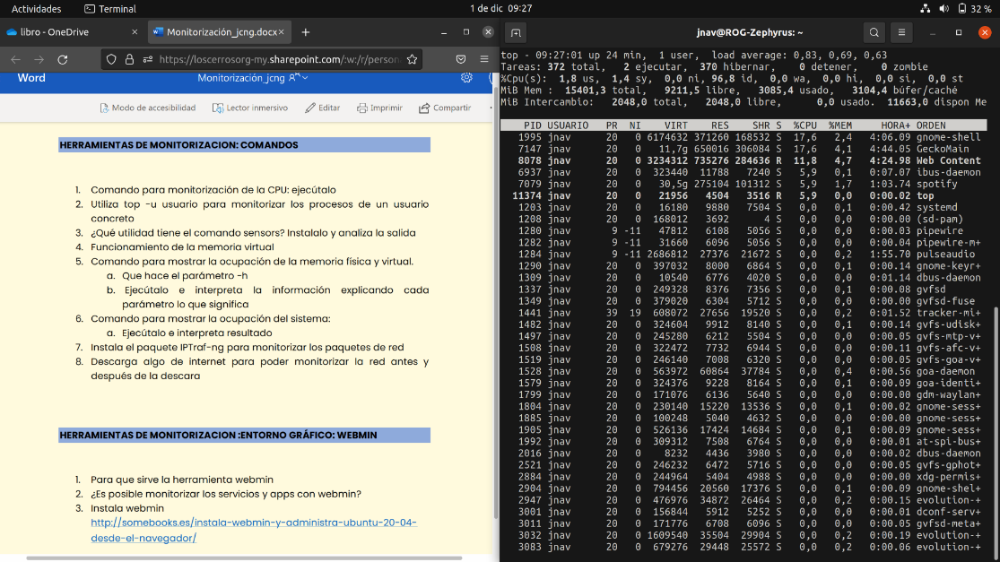 Actividades Terminal 1 de dic 09:27 32 %
libro - OneDrive × Monitorización_jcng.docx × +
https://loscerrosorg-my.sharepoint.com/:w:/r/person
Word Monitorización_jcng
Modo de accesibilidad Lector inmersivo Editar Imprimir Compartir
HERRAMIENTAS DE MONITORIZACION: COMANDOS
1. Comando para monitorización de la CPU: ejecútalo
2. Utiliza top -u usuario para monitorizar los procesos de un usuario
concreto
3. ¿Qué utilidad tiene el comando sensors? Instalalo y analiza la salida
4. Funcionamiento de la memoria virtual
5. Comando para mostrar la ocupación de la memoria física y virtual.
a. Que hace el parámetro -h
b. Ejecútalo e interpreta la información explicando cada
parámetro lo que significa
6. Comando para mostrar la ocupación del sistema:
a. Ejecútalo e interpreta resultado
7. Instala el paquete IPTraf-ng para monitorizar los paquetes de red
8. Descarga algo de internet para poder monitorizar la red antes y
después de la descara
HERRAMIENTAS DE MONITORIZACION :ENTORNO GRÁFICO: WEBMIN
1. Para que sirve la herramienta webmin
2. ¿Es posible monitorizar los servicios y apps con webmin?
3. Instala webmin
http://somebooks.es/instala-webmin-y-administra-ubuntu-20-04-
desde-el-navegador/
jnav@ROG-Zephyrus: ~
top - 09:27:01 up 24 min, 1 user, load average: 0,83, 0,69, 0,63
Tareas: 372 total, 2 ejecutar, 370 hibernar, 0 detener, 0 zombie
%Cpu(s): 1,8 us, 1,4 sy, 0,0 ni, 96,8 id, 0,0 wa, 0,0 hi, 0,0 si, 0,0 st
MiB Mem : 15401,3 total, 9211,5 libre, 3085,4 usado, 3104,4 búfer/caché
MiB Intercambio: 2048,0 total, 2048,0 libre, 0,0 usado. 11663,0 dispon Me
PID USUARIO PR NI VIRT RES SHR S %CPU %MEM HORA+ ORDEN
1995 jnav 20 0 6174632 371260 168532 S 17,6 2,4 4:06.09 gnome-shell
7147 jnav 20 0 11,7g 650016 306084 S 17,6 4,1 4:44.05 GeckoMain
8078 jnav 20 0 3234312 735276 284636 R 11,8 4,7 4:24.98 Web Content
6937 jnav 20 0 323440 11788 7240 S 5,9 0,1 0:07.07 ibus-daemon
7079 jnav 20 0 30,5g 275104 101312 S 5,9 1,7 1:03.74 spotify
11374 jnav 20 0 21956 4504 3516 R 5,9 0,0 0:00.02 top
1203 jnav 20 0 16180 9880 7504 S 0,0 0,1 0:00.42 systemd
1208 jnav 20 0 168012 3692 4 S 0,0 0,0 0:00.00 (sd-pam)
1280 jnav 9 -11 47812 6108 5056 S 0,0 0,0 0:00.03 pipewire
1282 jnav 9 -11 31660 6096 5056 S 0,0 0,0 0:00.04 pipewire-m+
1284 jnav 9 -11 2686812 27376 21672 S 0,0 0,2 1:55.70 pulseaudio
1290 jnav 20 0 397032 8000 6864 S 0,0 0,1 0:00.14 gnome-keyr+
1309 jnav 20 0 10540 6776 4020 S 0,0 0,0 0:01.14 dbus-daemon
1337 jnav 20 0 249328 8376 7356 S 0,0 0,1 0:00.08 gvfsd
1349 jnav 20 0 379020 6304 5712 S 0,0 0,0 0:00.00 gvfsd-fuse
1441 jnav 39 19 608072 27656 19520 S 0,0 0,2 0:01.52 tracker-mi+
1482 jnav 20 0 324604 9912 8140 S 0,0 0,1 0:00.14 gvfs-udisk+
1497 jnav 20 0 245280 6212 5504 S 0,0 0,0 0:00.05 gvfs-mtp-v+
1508 jnav 20 0 322472 7732 6944 S 0,0 0,0 0:00.11 gvfs-afc-v+
1519 jnav 20 0 246140 7008 6320 S 0,0 0,0 0:00.05 gvfs-goa-v+
1528 jnav 20 0 563972 60864 37784 S 0,0 0,4 0:00.56 goa-daemon
1579 jnav 20 0 324376 9228 8164 S 0,0 0,1 0:00.09 goa-identi+
1799 jnav 20 0 171076 6136 5640 S 0,0 0,0 0:00.00 gdm-waylan+
1804 jnav 20 0 230140 15220 13536 S 0,0 0,1 0:00.02 gnome-sess+
1885 jnav 20 0 100248 5040 4632 S 0,0 0,0 0:00.00 gnome-sess+
1905 jnav 20 0 526136 17424 14684 S 0,0 0,1 0:00.09 gnome-sess+
1992 jnav 20 0 309312 7508 6764 S 0,0 0,0 0:00.01 at-spi-bus+
2016 jnav 20 0 8232 4436 3980 S 0,0 0,0 0:00.02 dbus-daemon
2521 jnav 20 0 246232 6472 5716 S 0,0 0,0 0:00.05 gvfs-gphot+
2884 jnav 20 0 244964 5404 4988 S 0,0 0,0 0:00.00 xdg-permis+
2904 jnav 20 0 794456 20560 17376 S 0,0 0,1 0:00.09 gnome-shel+
2947 jnav 20 0 476976 34872 26464 S 0,0 0,2 0:00.15 evolution-+
3001 jnav 20 0 156844 5912 5252 S 0,0 0,0 0:00.01 dconf-serv+
3011 jnav 20 0 171776 6708 6096 S 0,0 0,0 0:00.05 gvfsd-meta+
3032 jnav 20 0 1609540 35504 29904 S 0,0 0,2 0:00.19 evolution-+
3083 jnav 20 0 679276 29448 25572 S 0,0 0,2 0:00.06 evolution-+